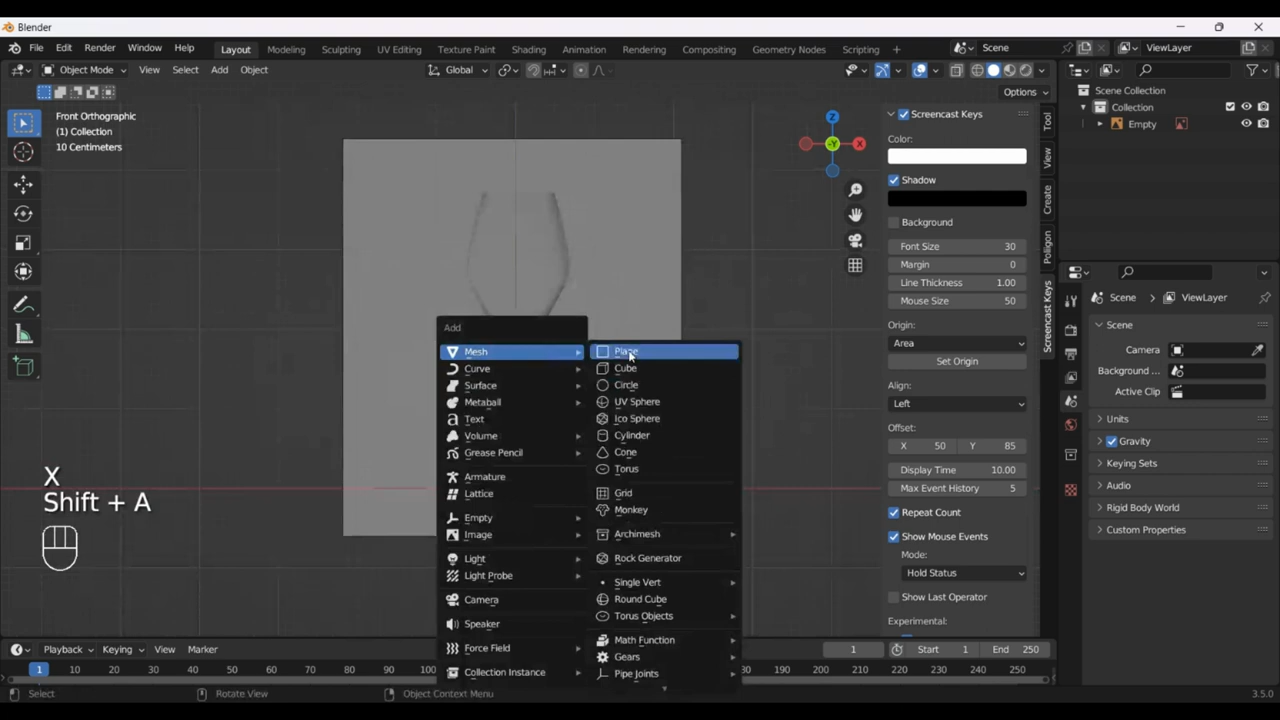 Blender
File Edit Render Window Help
Layout Modeling Sculpting UV Editing Texture Paint Shading Animation Rendering Compositing Geometry Nodes Scripting +
Scene ViewLayer
Object Mode View Select Add Object
Global
Options
Front Orthographic
(1) Collection
10 Centimeters
Z
X
-Y
Screencast Keys
Color:
Shadow
Background
Font Size 30
Margin 0
Line Thickness 1.00
Mouse Size 50
Origin:
Area
Set Origin
Align:
Left
Offset:
X 50 Y 85
Display Time 10.00
Max Event History 5
Repeat Count
Show Mouse Events
Mode:
Hold Status
Show Last Operator
Experimental:
Tool
View
Create
Poliigon
Screencast Keys
Scene Collection
Collection
Empty
Scene > ViewLayer
Scene
Camera
Background ...
Active Clip
Units
Gravity
Keying Sets
Audio
Rigid Body World
Custom Properties
Add
Mesh
Curve
Surface
Metaball
Text
Volume
Grease Pencil
Armature
Lattice
Empty
Image
Light
Light Probe
Camera
Speaker
Force Field
Collection Instance
Plane
Cube
Circle
UV Sphere
Ico Sphere
Cylinder
Cone
Torus
Grid
Monkey
Archimesh
Rock Generator
Single Vert
Round Cube
Torus Objects
Math Function
Gears
Pipe Joints
X
Shift + A
Playback Keying View Marker
1 Start 1 End 250
1 10 20 30 40 50 60 70 80 90 100 180 190 200 210 220 230 240 250
Select Rotate View Object Context Menu 3.5.0